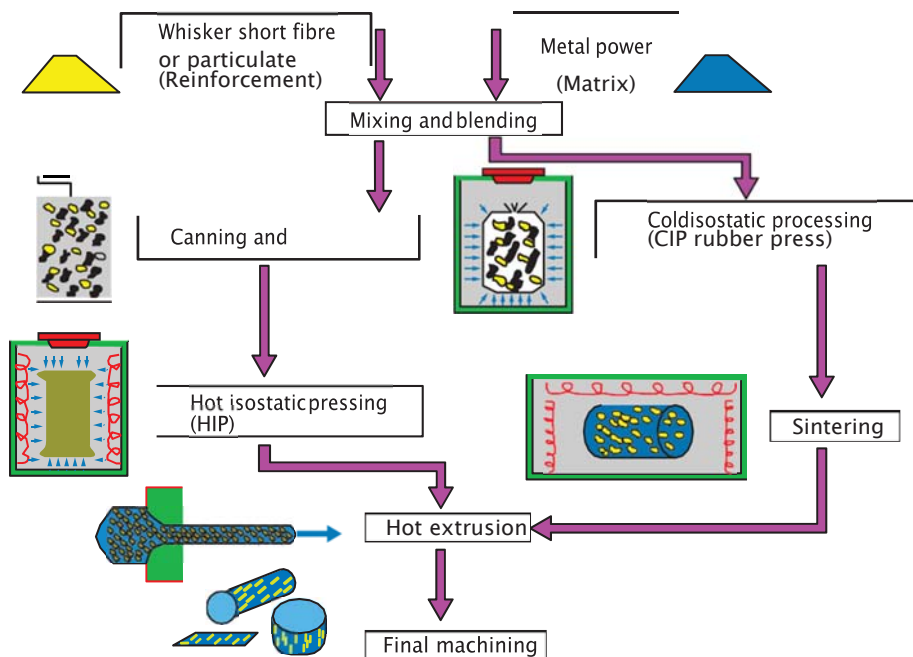 Whisker short fibre
or particulate
(Reinforcement)
Metal power
(Matrix)
Mixing and blending
Canning and
Coldisostatic processing
(CIP rubber press)
Hot isostatic pressing
(HIP)
Sintering
Hot extrusion
Final machining